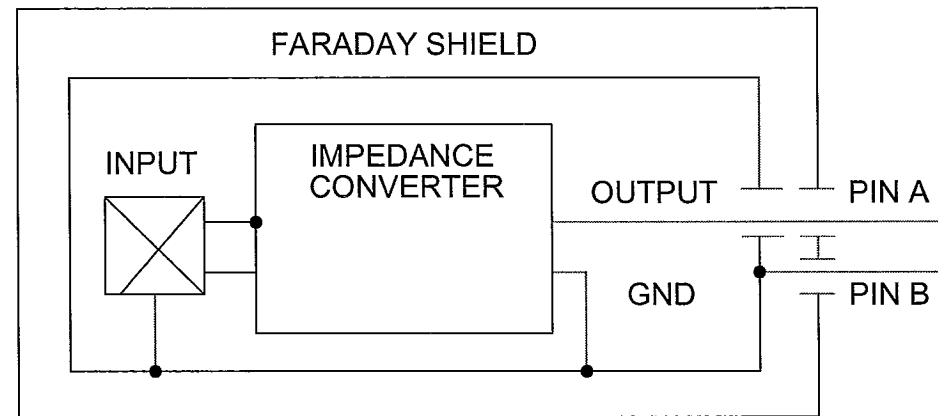 FARADAY SHIELD
INPUT
IMPEDANCE
CONVERTER
OUTPUT
PIN A
GND
PIN B